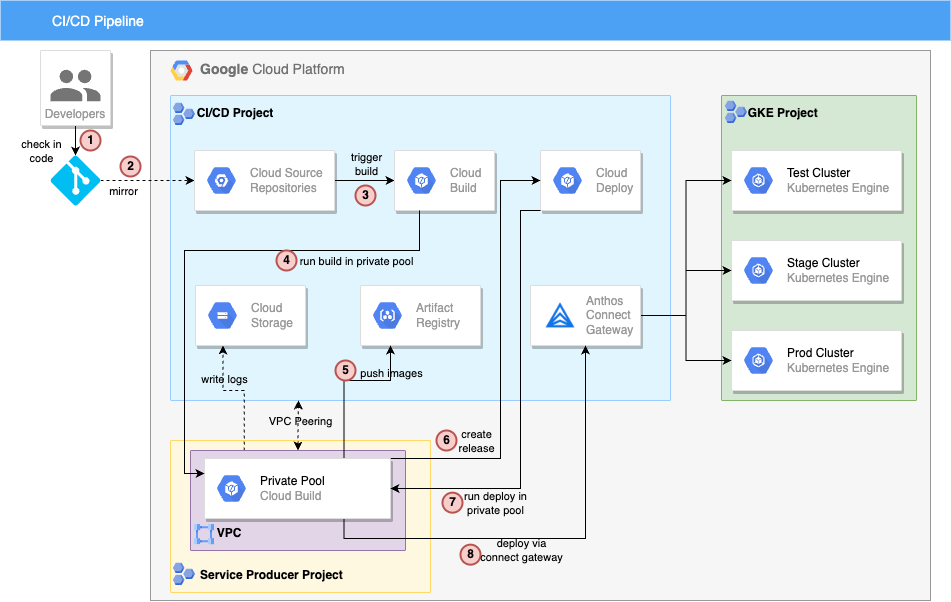 CI/CD Pipeline
Google Cloud Platform
Developers
1
check in
code
2
mirror
CI/CD Project
Cloud Source
Repositories
trigger
build
3
Cloud
Build
Cloud
Deploy
4
run build in private pool
Cloud
Storage
Artifact
Registry
Anthos
Connect
Gateway
write logs
5
push images
GKE Project
Test Cluster
Kubernetes Engine
Stage Cluster
Kubernetes Engine
Prod Cluster
Kubernetes Engine
VPC Peering
6
create
release
Private Pool
Cloud Build
VPC
7
run deploy in
private pool
8
deploy via
connect gateway
Service Producer Project